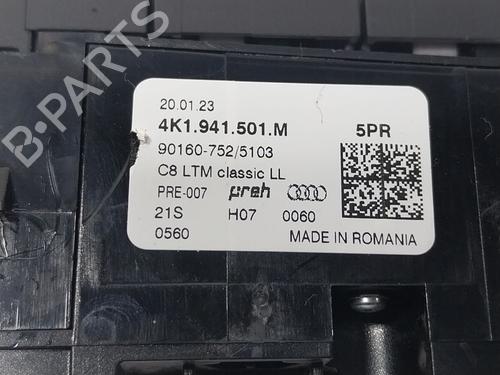 B-PARTS
20.01.23
4K1.941.501.M 5PR
90160-752/5103
C8 LTM classic LL
PRE-007 preh
21S H07 0060
0560 MADE IN ROMANIA